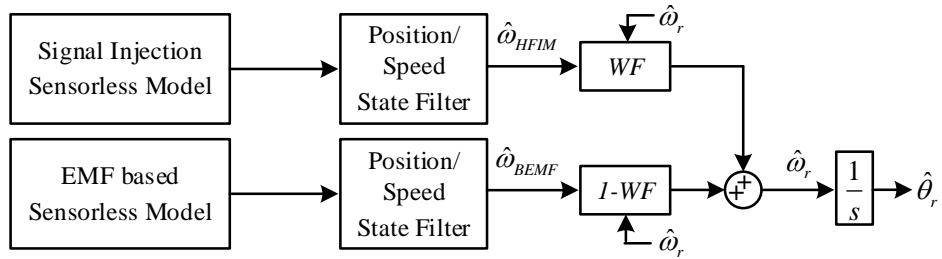 Signal Injection
Sensorless Model
Position/
Speed
State Filter
ω̂_HFIM
ω̂_r
WF
EMF based
Sensorless Model
Position/
Speed
State Filter
ω̂_BEMF
1-WF
ω̂_r
+
+
ω̂_r
1
s
θ̂_r